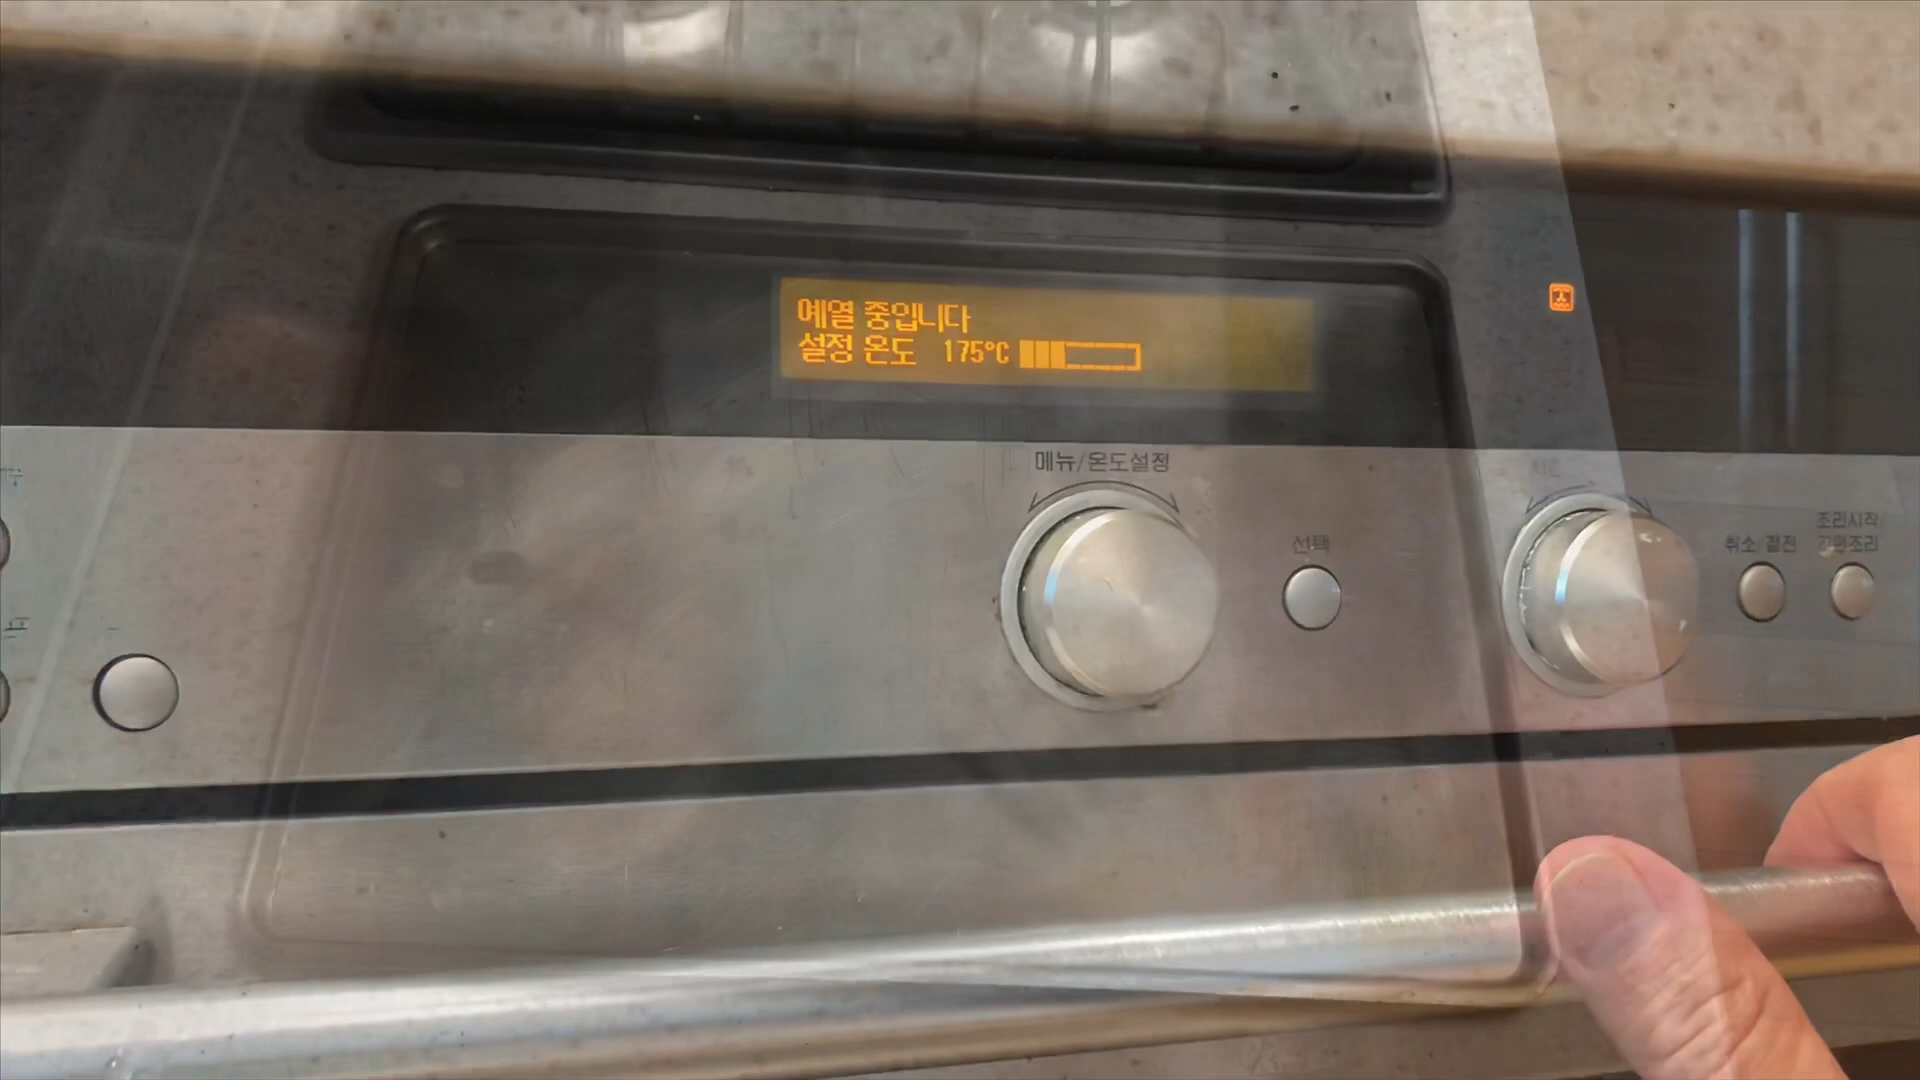 예열 중입니다
설정 온도 175°C
메뉴/온도설정
선택
취소/절전
조리시작